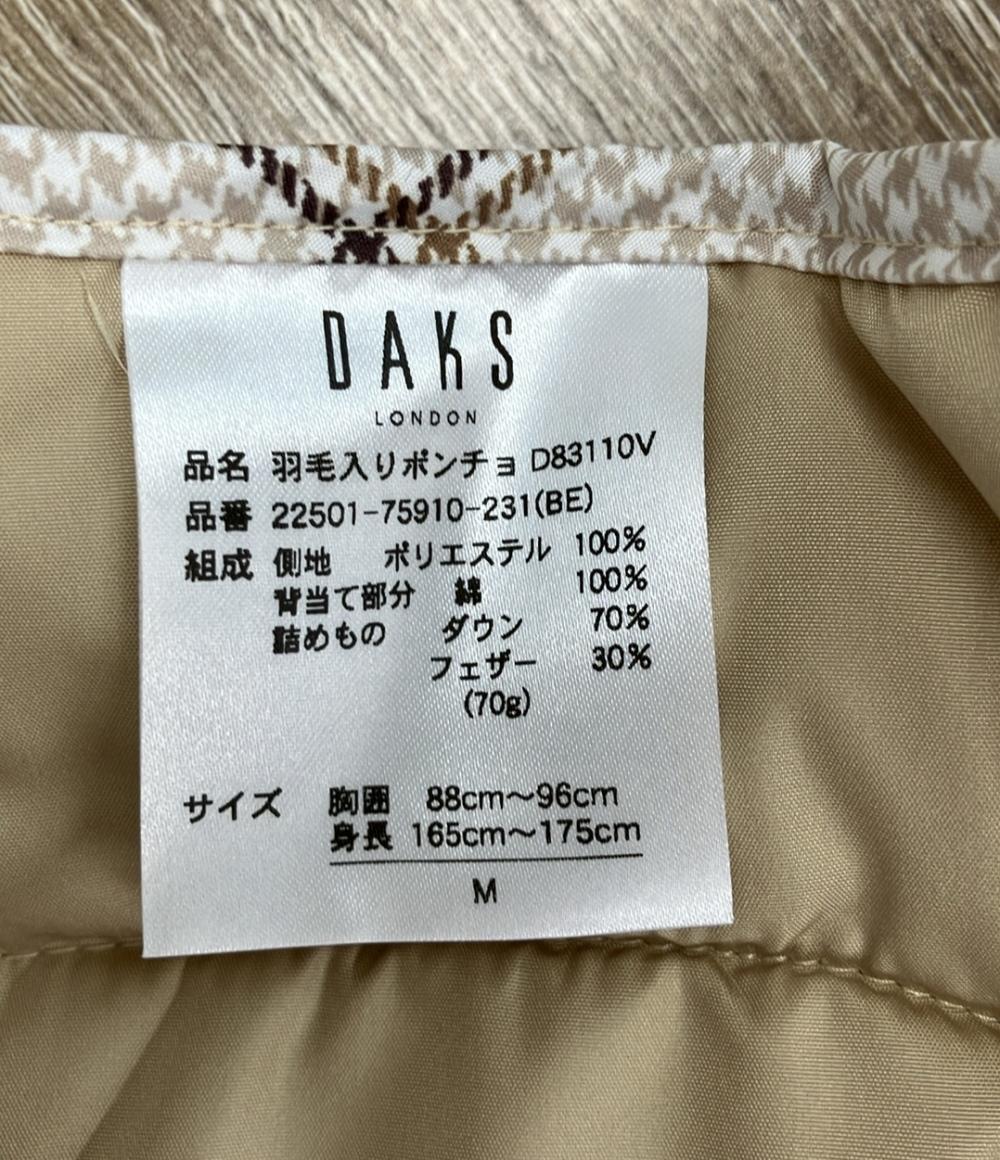 DAKS
LONDON
品名 羽毛入りポンチョ D83110V
品番 22501-75910-231(BE)
組成 側地 ポリエステル 100%
背当て部分 綿 100%
詰めもの ダウン 70%
フェザー 30%
(70g)
サイズ 胸囲 88cm〜96cm
身長 165cm〜175cm
M